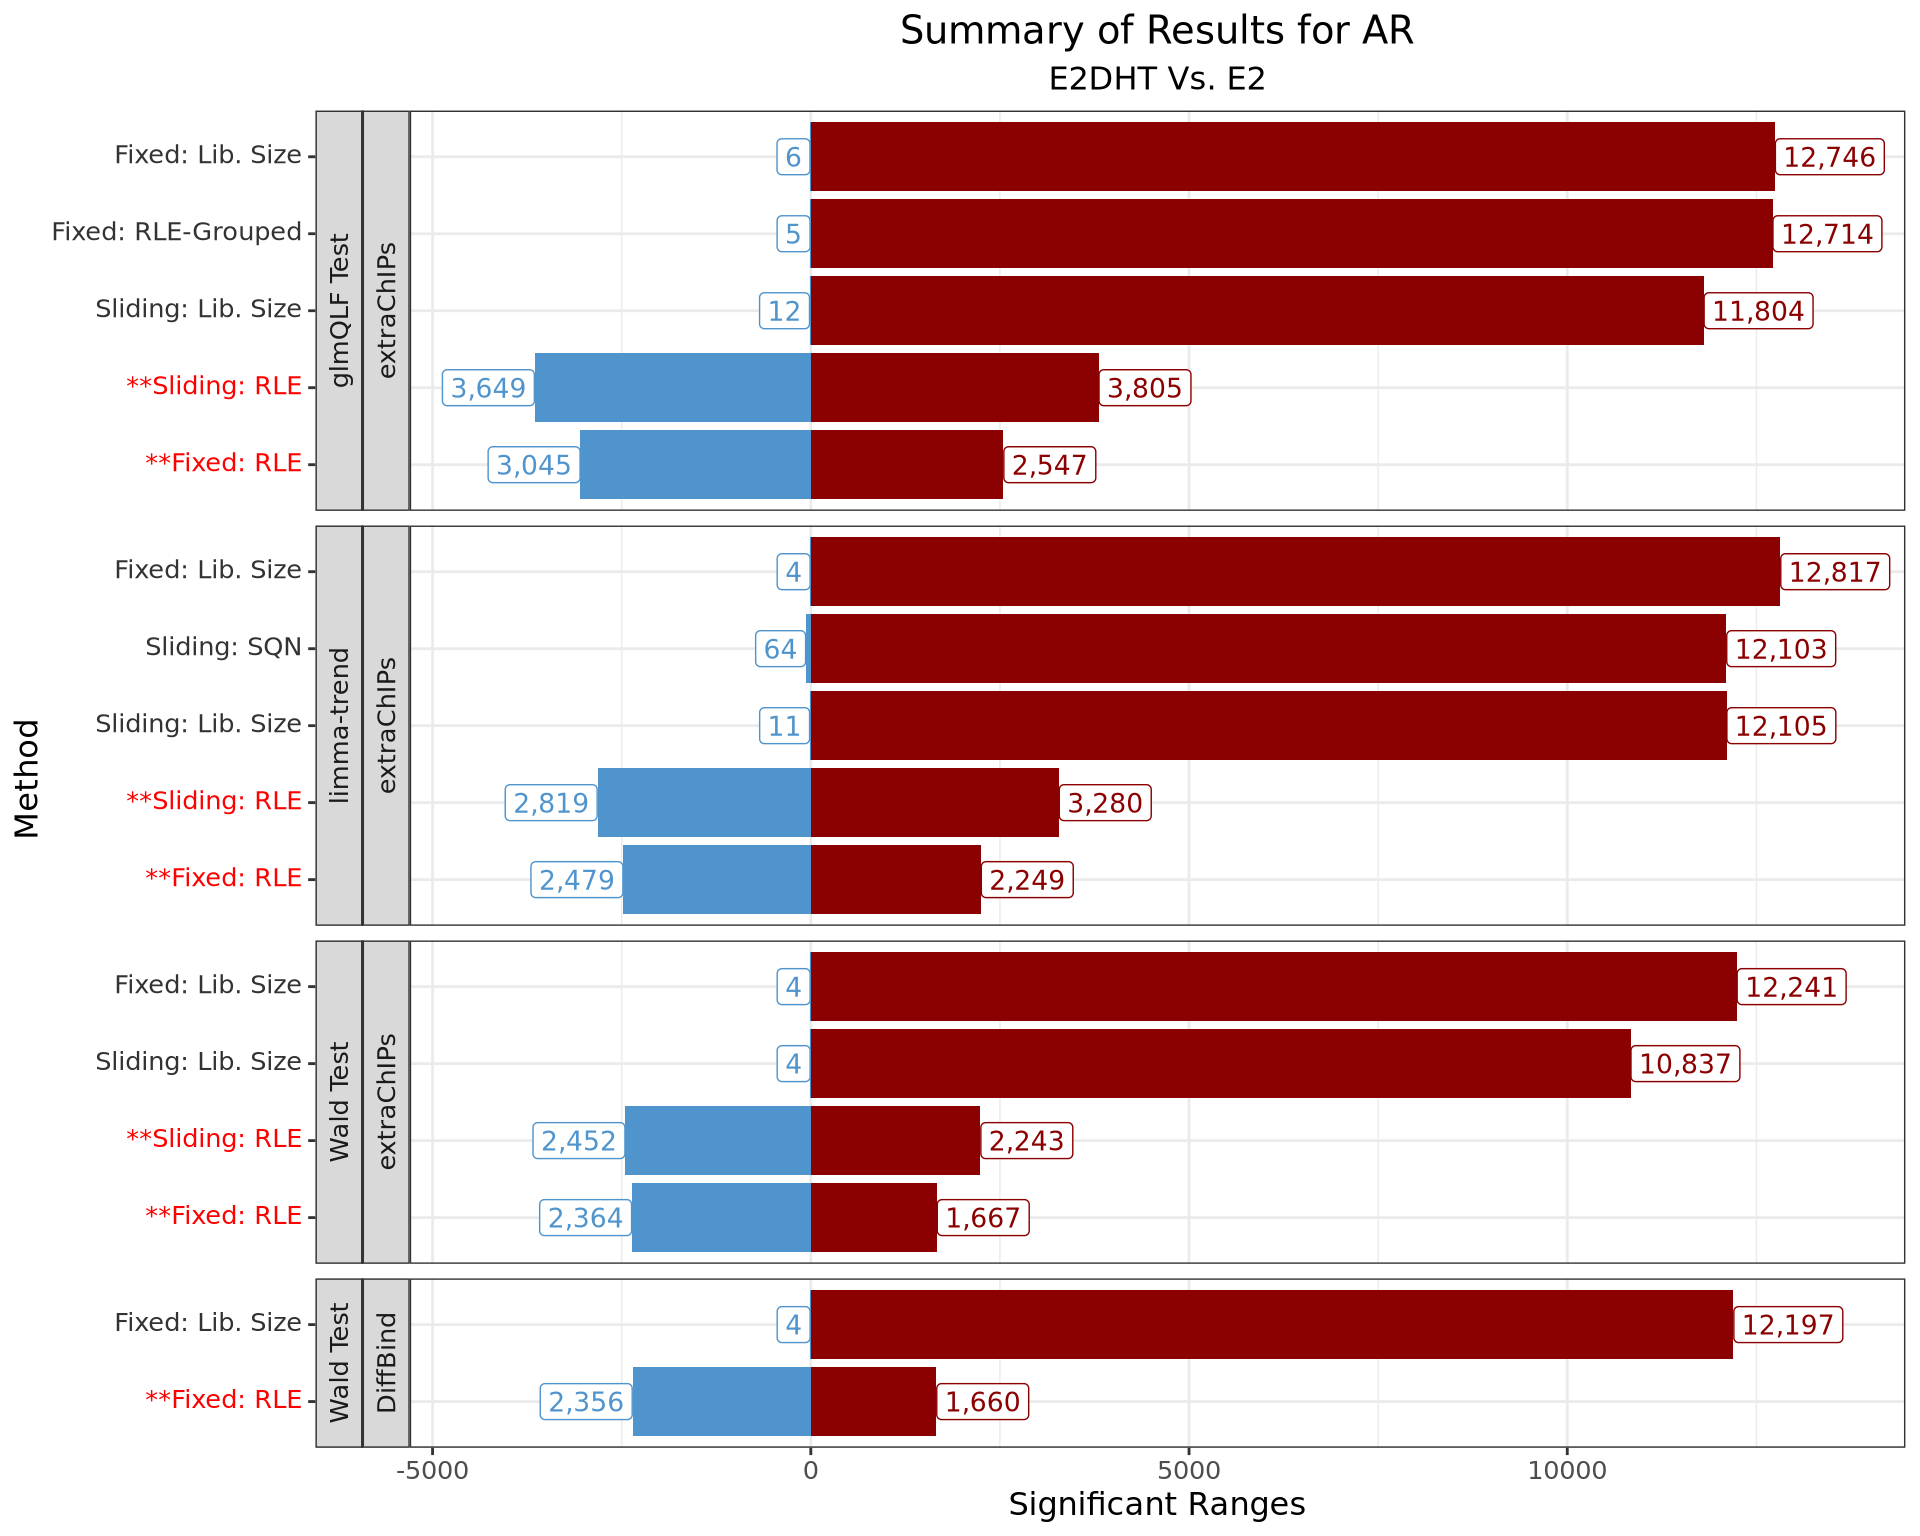 Summary of Results for AR
E2DHT Vs. E2
Method
glmQLF Test
extraChIPs
Fixed: Lib. Size
6
12,746
Fixed: RLE-Grouped
5
12,714
Sliding: Lib. Size
12
11,804
**Sliding: RLE
3,649
3,805
**Fixed: RLE
3,045
2,547
limma-trend
extraChIPs
Fixed: Lib. Size
4
12,817
Sliding: SQN
64
12,103
Sliding: Lib. Size
11
12,105
**Sliding: RLE
2,819
3,280
**Fixed: RLE
2,479
2,249
Wald Test
extraChIPs
Fixed: Lib. Size
4
12,241
Sliding: Lib. Size
4
10,837
**Sliding: RLE
2,452
2,243
**Fixed: RLE
2,364
1,667
Wald Test
DiffBind
Fixed: Lib. Size
4
12,197
**Fixed: RLE
2,356
1,660
-5000
0
5000
10000
Significant Ranges